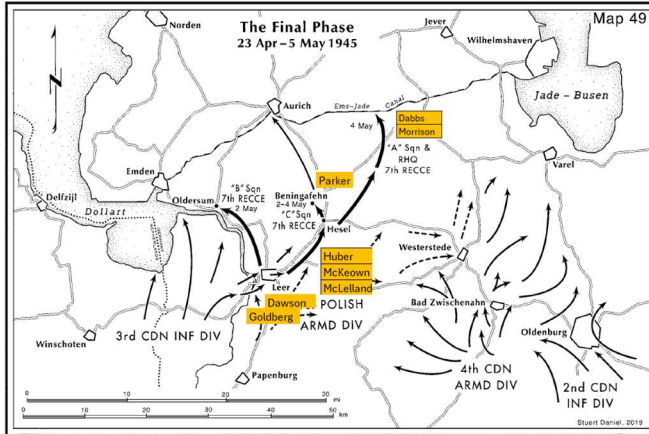 The Final Phase
23 Apr – 5 May 1945
Map 49
N
Norden
Jever
Wilhelmshaven
Jade – Busen
Aurich
Ems–Jade Canal
4 May
Dabbs
Morrison
"A" Sqn &
RHQ
7th RECCE
Varel
Emden
Delfzijl
Dollart
Oldersum
"B" Sqn
7th RECCE
2 May
Parker
Beningafehn
2–4 May
"C" Sqn
7th RECCE
Hesel
Westerstede
Huber
McKeown
McLelland
Leer
Dawson
Goldberg
POLISH
ARMD DIV
Bad Zwischenahn
Oldenburg
3rd CDN INF DIV
Winschoten
Papenburg
4th CDN
ARMD DIV
2nd CDN
INF DIV
0 10 20 30
mi
0 10 20 30 40 50
km
Stuart Daniel, 2019